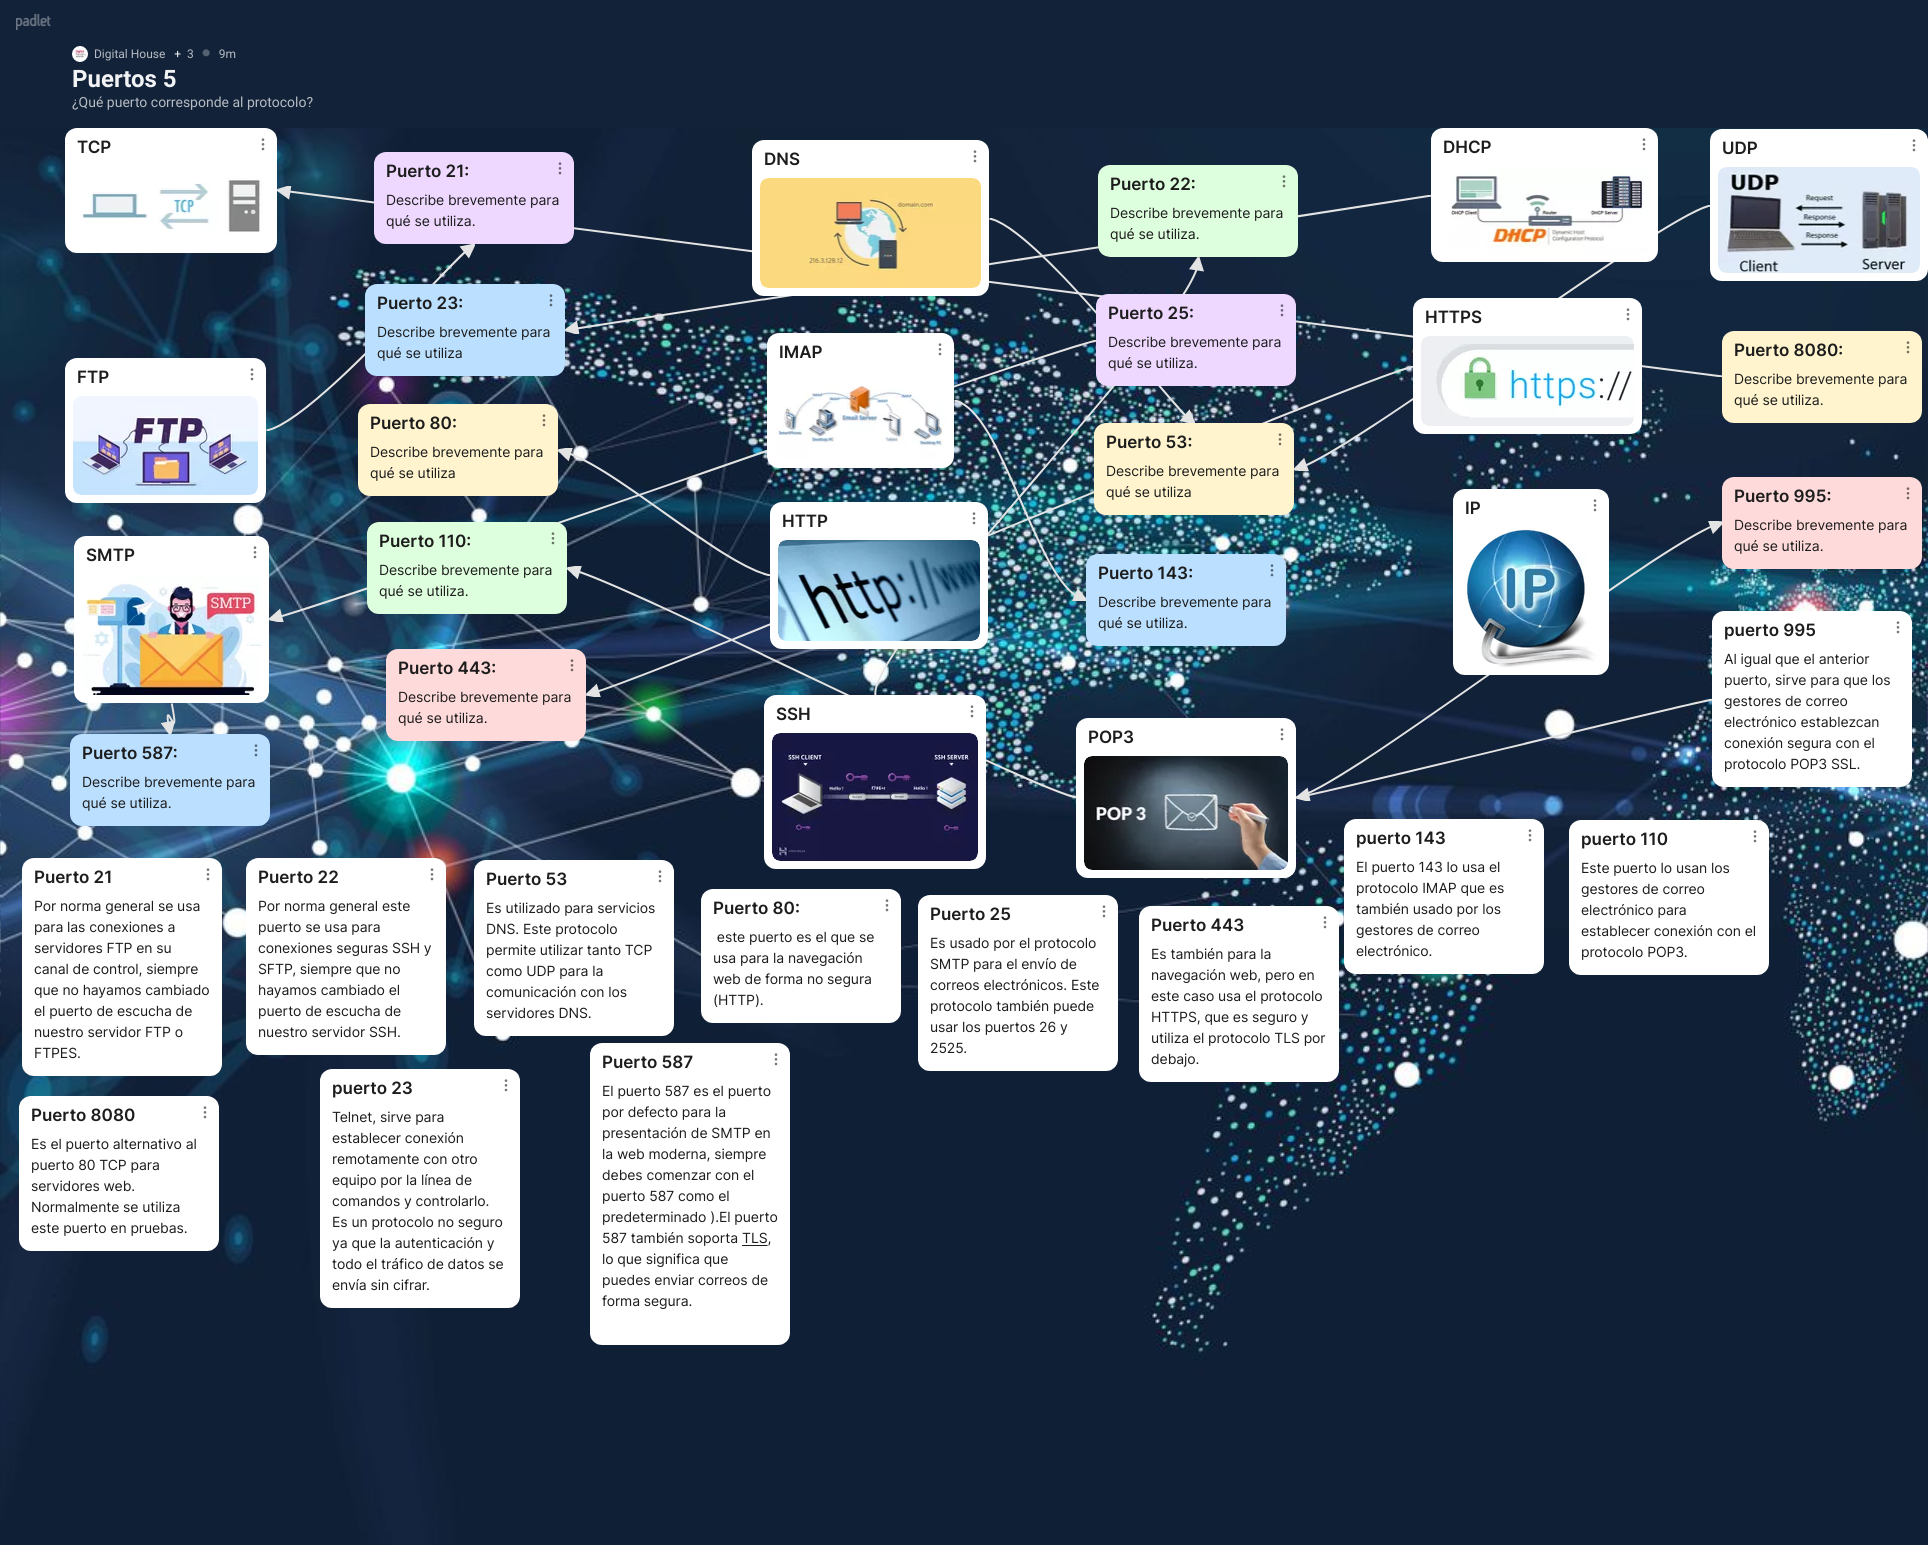 padlet
Digital House + 3 9m
Puertos 5
¿Qué puerto corresponde al protocolo?
TCP
TCP
Puerto 21:
Describe brevemente para
qué se utiliza.
DNS
domain.com
216.3.128.12
Puerto 22:
Describe brevemente para
qué se utiliza.
DHCP
DHCP Client
Router
DHCP Server
DHCP
Dynamic Host
Configuration Protocol
UDP
UDP
Request
Response
Response
Client
Server
Puerto 23:
Describe brevemente para
qué se utiliza
Puerto 25:
Describe brevemente para
qué se utiliza.
HTTPS
https://
Puerto 8080:
Describe brevemente para
qué se utiliza.
IMAP
Email Server
FTP
FTP
Puerto 80:
Describe brevemente para
qué se utiliza
Puerto 53:
Describe brevemente para
qué se utiliza
Puerto 995:
Describe brevemente para
qué se utiliza.
IP
IP
HTTP
http://www
Puerto 110:
Describe brevemente para
qué se utiliza.
SMTP
SMTP
Puerto 143:
Describe brevemente para
qué se utiliza.
puerto 995
Al igual que el anterior
puerto, sirve para que los
gestores de correo
electrónico establezcan
conexión segura con el
protocolo POP3 SSL.
Puerto 443:
Describe brevemente para
qué se utiliza.
SSH
SSH CLIENT
SSH SERVER
POP3
POP 3
Puerto 587:
Describe brevemente para
qué se utiliza.
puerto 143
El puerto 143 lo usa el
protocolo IMAP que es
también usado por los
gestores de correo
electrónico.
puerto 110
Este puerto lo usan los
gestores de correo
electrónico para
establecer conexión con el
protocolo POP3.
Puerto 21
Por norma general se usa
para las conexiones a
servidores FTP en su
canal de control, siempre
que no hayamos cambiado
el puerto de escucha de
nuestro servidor FTP o
FTPES.
Puerto 22
Por norma general este
puerto se usa para
conexiones seguras SSH y
SFTP, siempre que no
hayamos cambiado el
puerto de escucha de
nuestro servidor SSH.
Puerto 53
Es utilizado para servicios
DNS. Este protocolo
permite utilizar tanto TCP
como UDP para la
comunicación con los
servidores DNS.
Puerto 80:
este puerto es el que se
usa para la navegación
web de forma no segura
(HTTP).
Puerto 25
Es usado por el protocolo
SMTP para el envío de
correos electrónicos. Este
protocolo también puede
usar los puertos 26 y
2525.
Puerto 443
Es también para la
navegación web, pero en
este caso usa el protocolo
HTTPS, que es seguro y
utiliza el protocolo TLS por
debajo.
Puerto 8080
Es el puerto alternativo al
puerto 80 TCP para
servidores web.
Normalmente se utiliza
este puerto en pruebas.
puerto 23
Telnet, sirve para
establecer conexión
remotamente con otro
equipo por la línea de
comandos y controlarlo.
Es un protocolo no seguro
ya que la autenticación y
todo el tráfico de datos se
envía sin cifrar.
Puerto 587
El puerto 587 es el puerto
por defecto para la
presentación de SMTP en
la web moderna, siempre
debes comenzar con el
puerto 587 como el
predeterminado ).El puerto
587 también soporta TLS,
lo que significa que
puedes enviar correos de
forma segura.